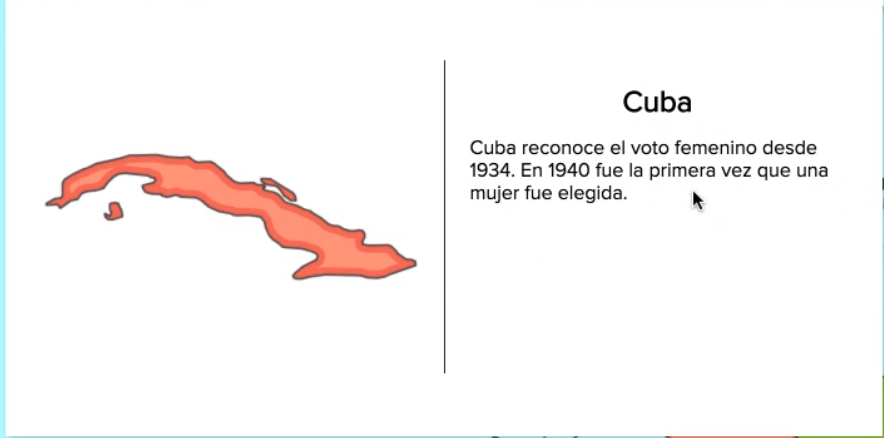 Cuba
Cuba reconoce el voto femenino desde
1934. En 1940 fue la primera vez que una
mujer fue elegida.